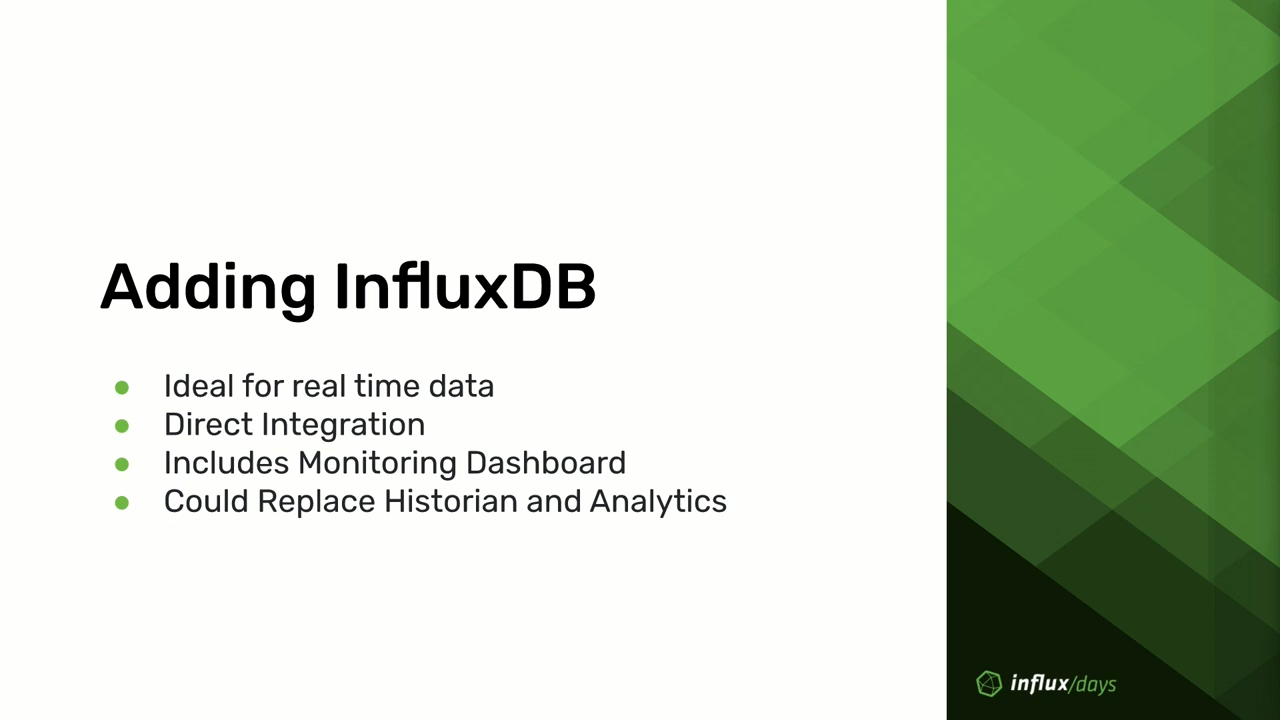 Adding InfluxDB
● Ideal for real time data
● Direct Integration
● Includes Monitoring Dashboard
● Could Replace Historian and Analytics
influx/days